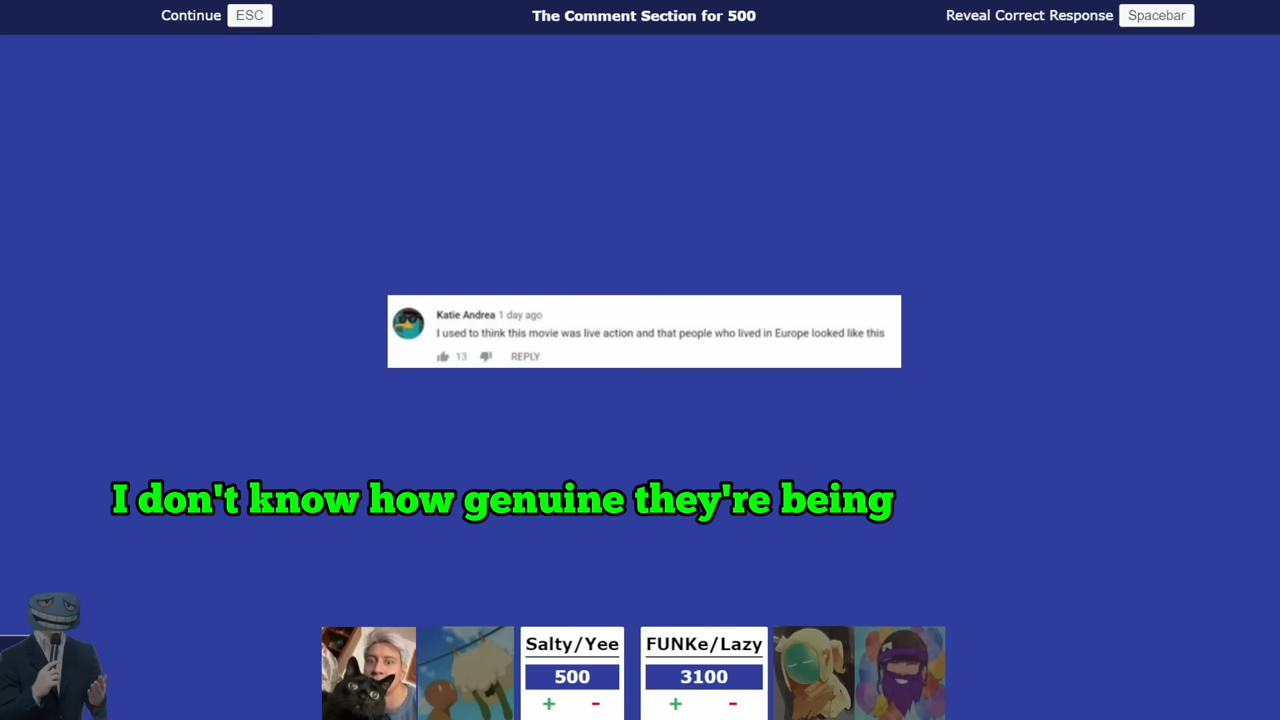 Continue ESC
The Comment Section for 500
Reveal Correct Response Spacebar
Katie Andrea 1 day ago
I used to think this movie was live action and that people who lived in Europe looked like this
13 REPLY
I don't know how genuine they're being
Salty/Yee
500
+ -
FUNKe/Lazy
3100
+ -